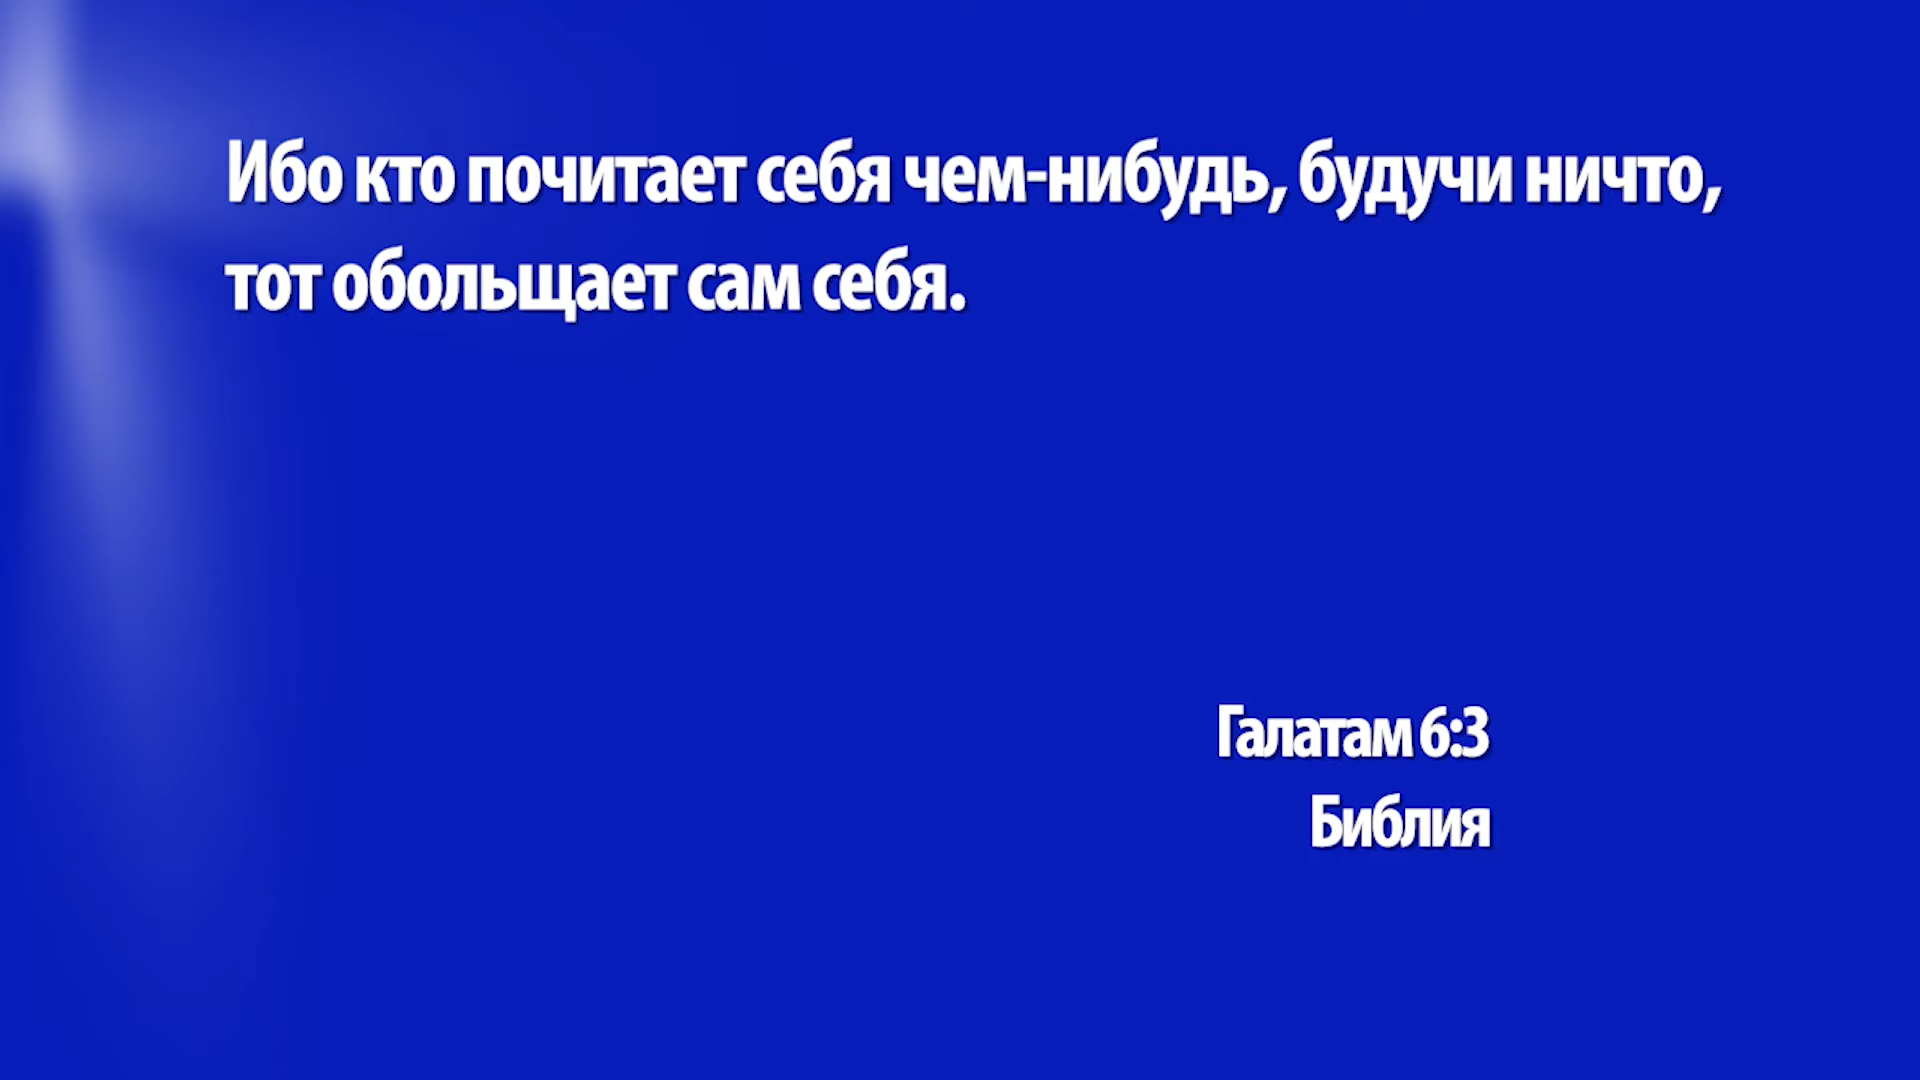 Ибо кто почитает себя чем-нибудь, будучи ничто,
тот обольщает сам себя.
Галатам 6:3
Библия